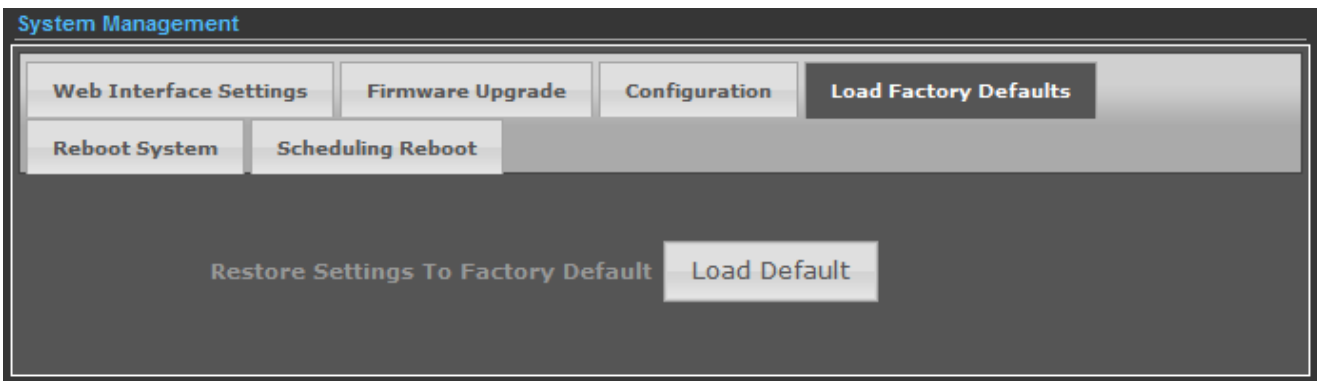 System Management
Web Interface Settings Firmware Upgrade Configuration Load Factory Defaults
Reboot System Scheduling Reboot
Restore Settings To Factory Default Load Default